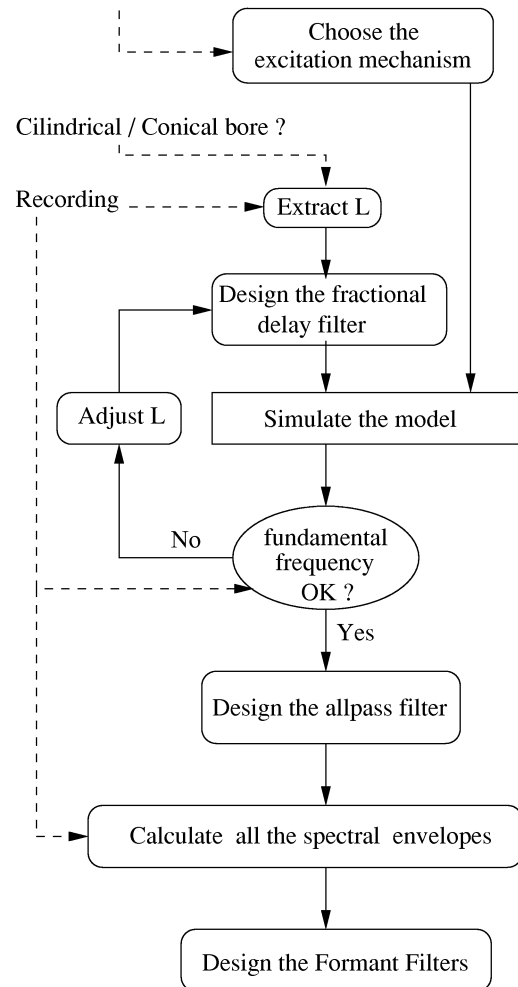 Choose the
excitation mechanism
Cilindrical / Conical bore ?
Recording
Extract L
Design the fractional
delay filter
Adjust L
Simulate the model
No
fundamental
frequency
OK ?
Yes
Design the allpass filter
Calculate all the spectral envelopes
Design the Formant Filters